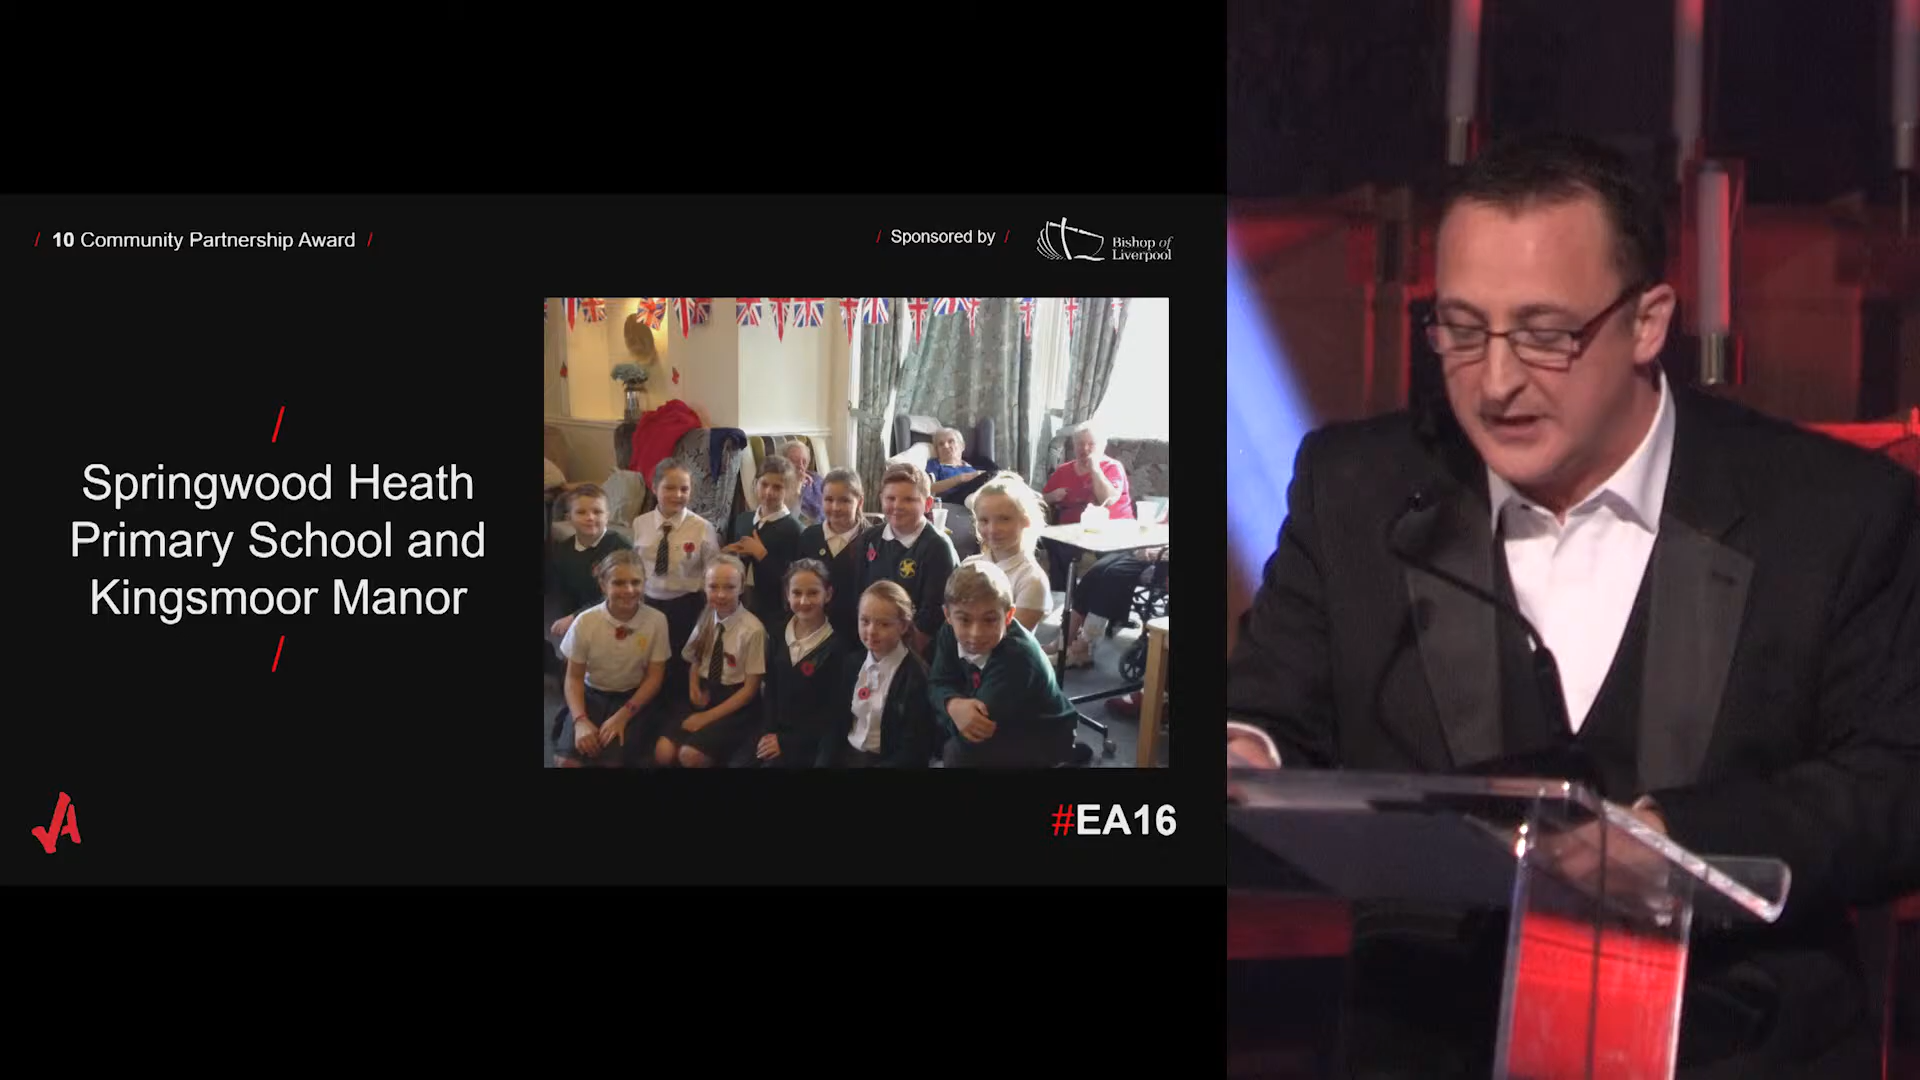 / 10 Community Partnership Award /
/ Sponsored by /
Bishop of
Liverpool
/
Springwood Heath
Primary School and
Kingsmoor Manor
/
#EA16